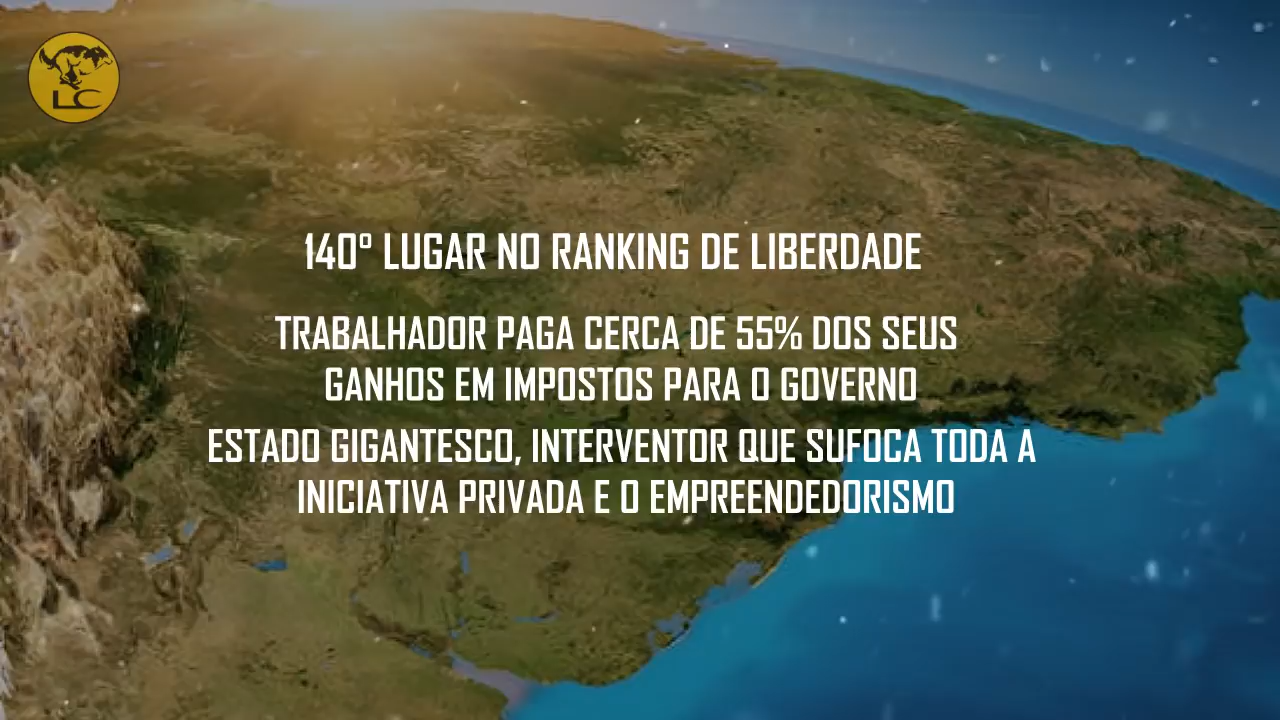 LC
140º LUGAR NO RANKING DE LIBERDADE
TRABALHADOR PAGA CERCA DE 55% DOS SEUS
GANHOS EM IMPOSTOS PARA O GOVERNO
ESTADO GIGANTESCO, INTERVENTOR QUE SUFOCA TODA A
INICIATIVA PRIVADA E O EMPREENDEDORISMO